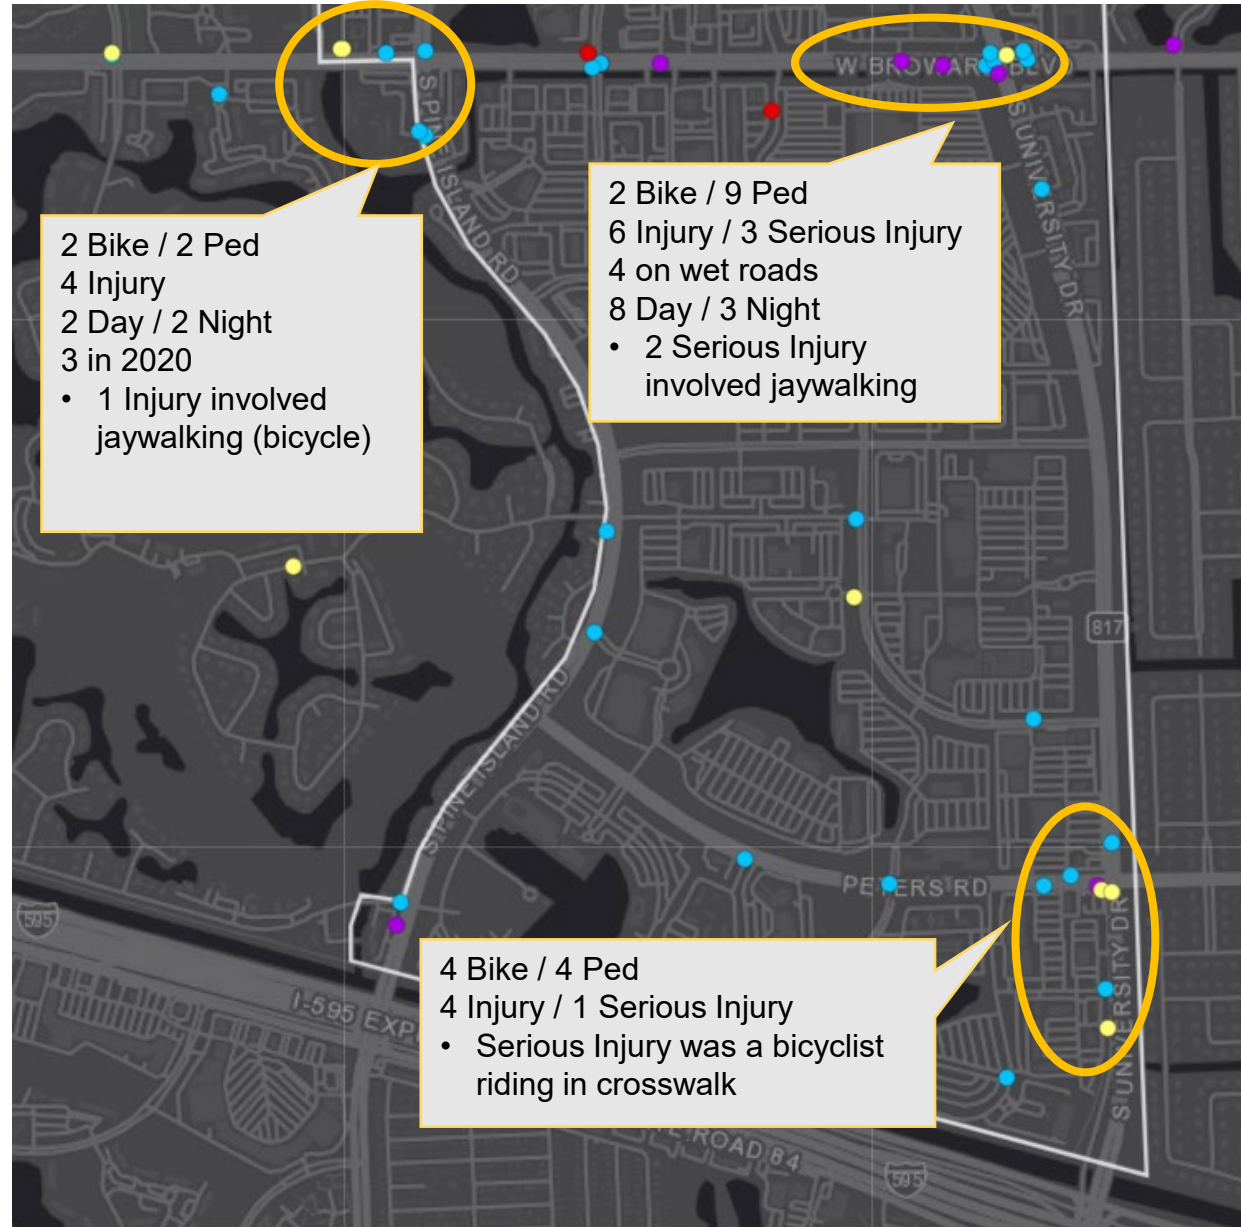 W BROWARD BLVD
S PINE ISLAND RD
S UNIVERSITY DR
2 Bike / 9 Ped
6 Injury / 3 Serious Injury
4 on wet roads
8 Day / 3 Night
• 2 Serious Injury
involved jaywalking
2 Bike / 2 Ped
4 Injury
2 Day / 2 Night
3 in 2020
• 1 Injury involved
jaywalking (bicycle)
817
S PINE ISLAND RD
PETERS RD
595
S UNIVERSITY DR
4 Bike / 4 Ped
4 Injury / 1 Serious Injury
• Serious Injury was a bicyclist
riding in crosswalk
I-595 EXP
ROAD 84
595